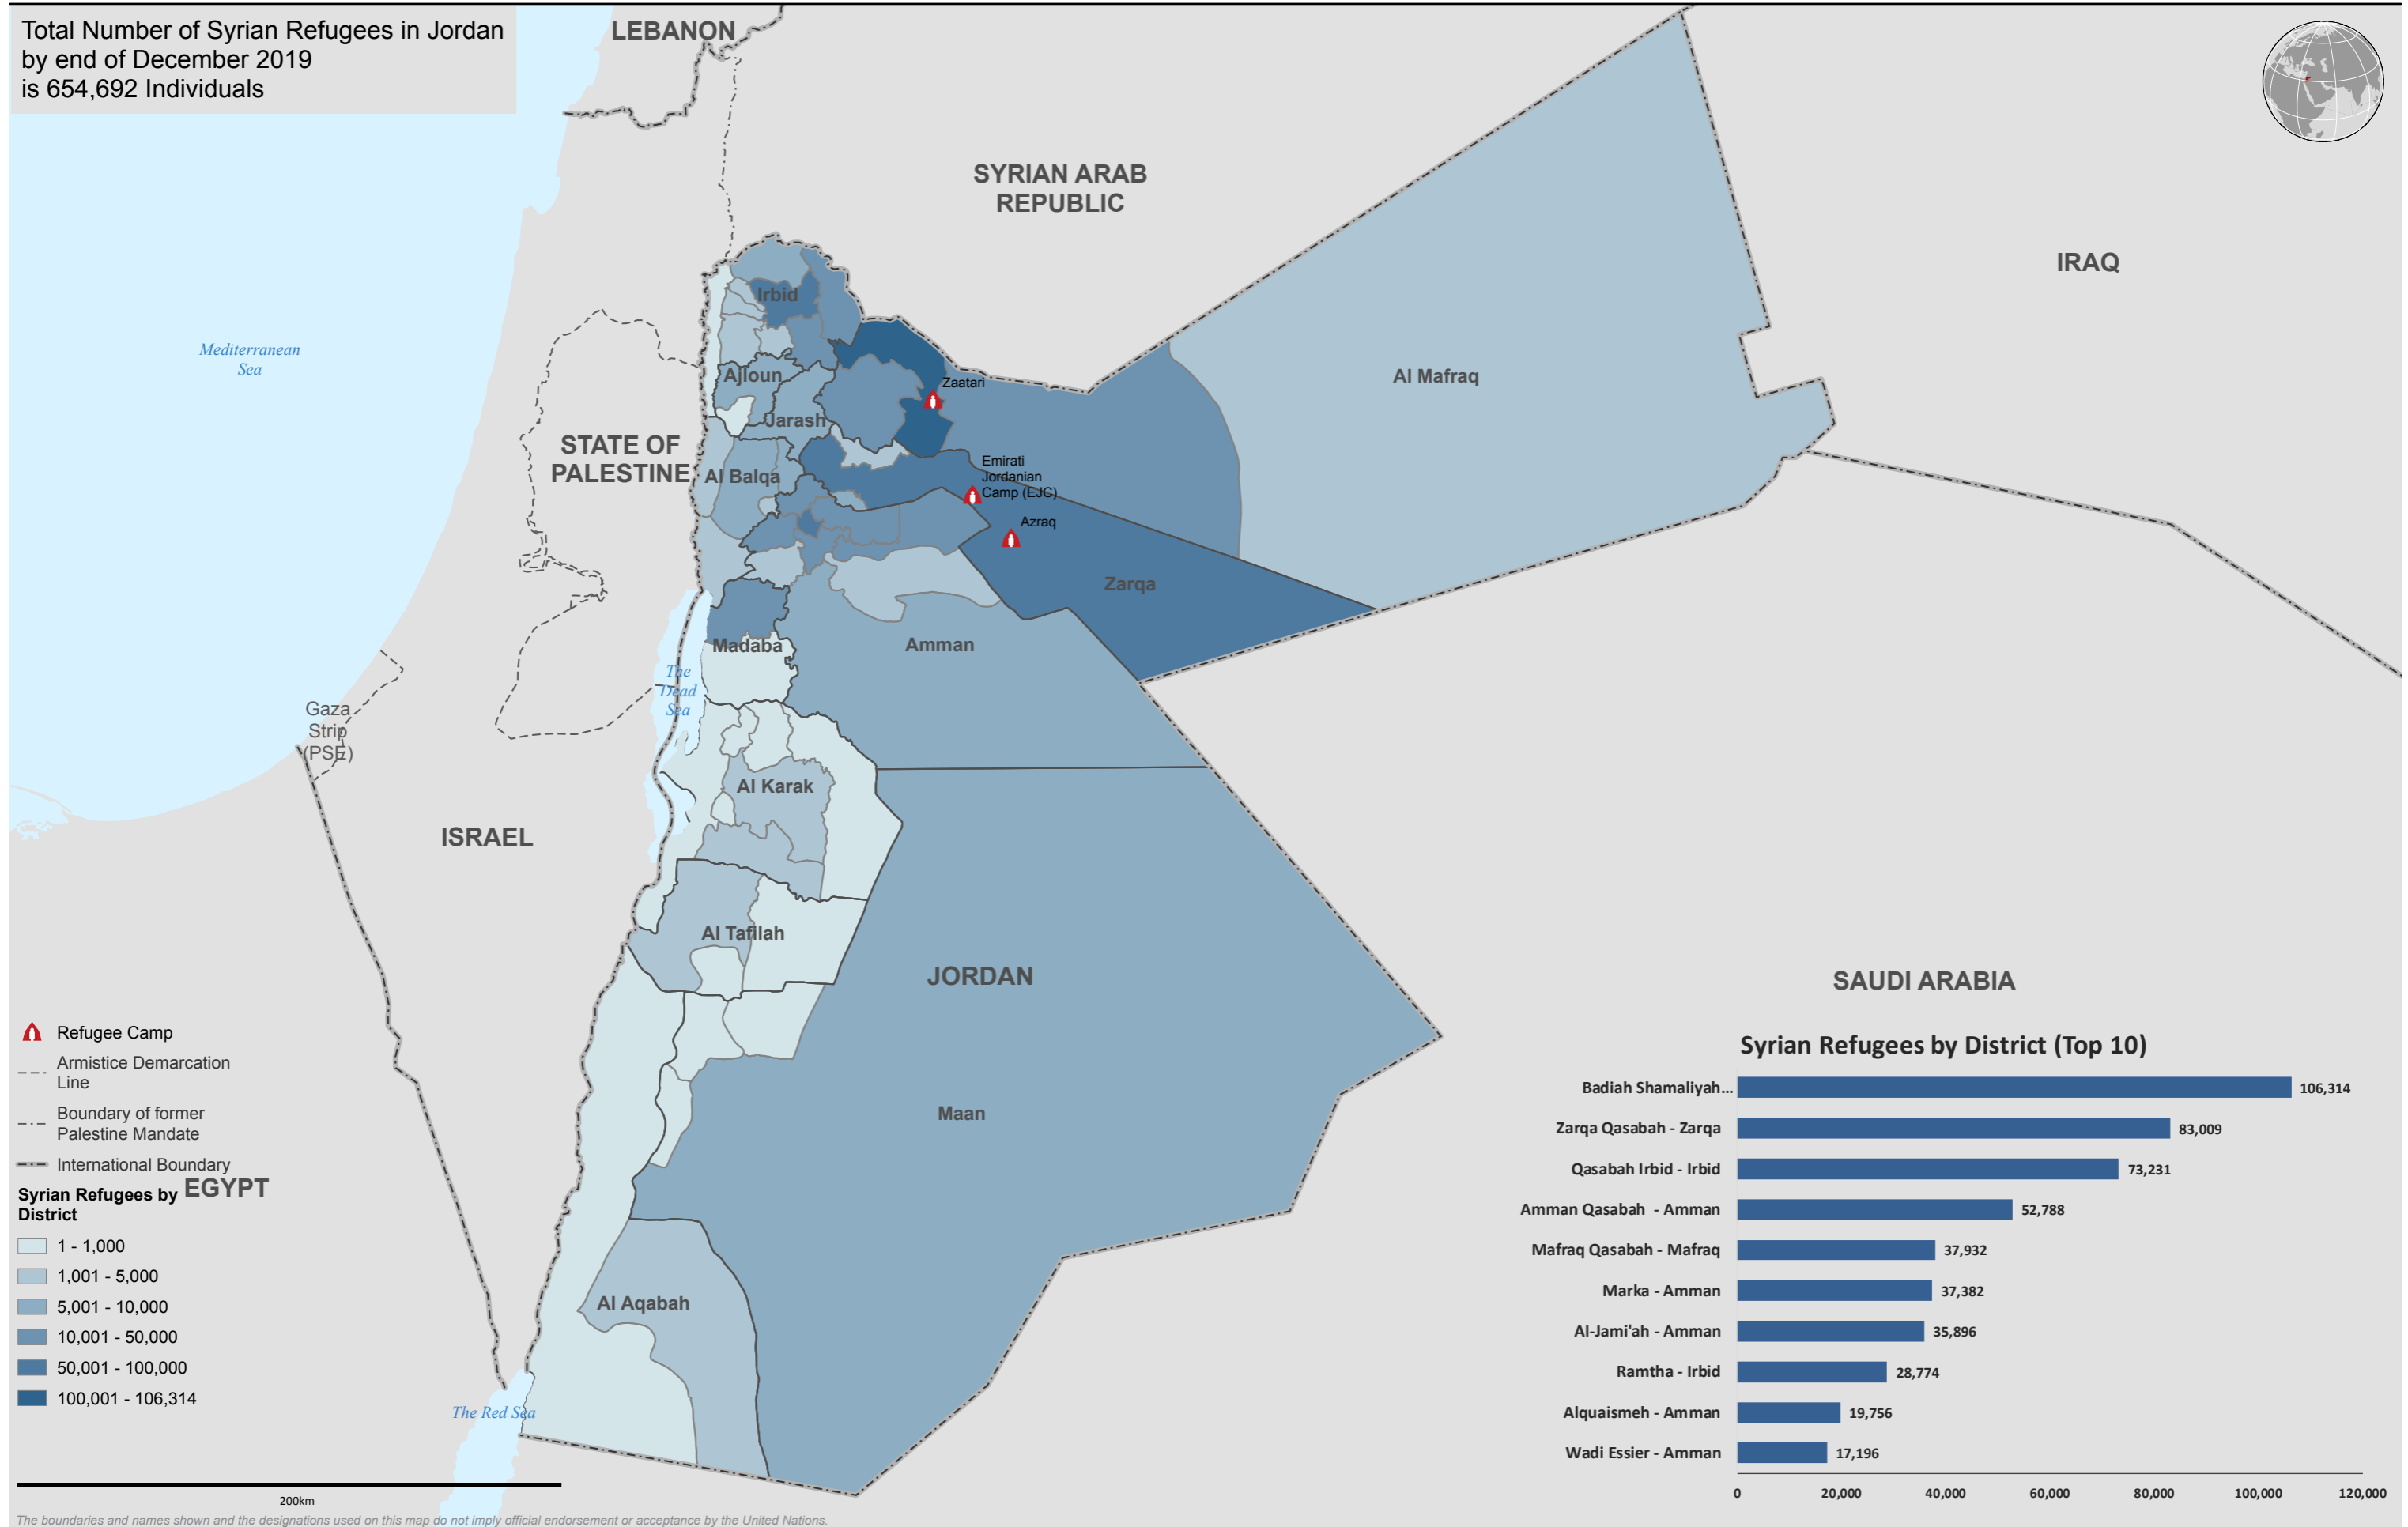 Total Number of Syrian Refugees in Jordan
by end of December 2019
is 654,692 Individuals
LEBANON
SYRIAN ARAB
REPUBLIC
IRAQ
Mediterranean
Sea
Irbid
Ajloun
Jarash
Zaatari
Al Mafraq
STATE OF
PALESTINE
Al Balqa
Emirati
Jordanian
Camp (EJC)
Azraq
Zarqa
Madaba
Amman
The
Dead
Sea
Gaza
Strip
(PSE)
Al Karak
ISRAEL
Al Tafilah
JORDAN
SAUDI ARABIA
Maan
EGYPT
Al Aqabah
The Red Sea
Refugee Camp
Armistice Demarcation
Line
Boundary of former
Palestine Mandate
International Boundary
Syrian Refugees by
District
1 - 1,000
1,001 - 5,000
5,001 - 10,000
10,001 - 50,000
50,001 - 100,000
100,001 - 106,314
200km
Syrian Refugees by District (Top 10)
Badiah Shamaliyah... 106,314
Zarqa Qasabah - Zarqa 83,009
Qasabah Irbid - Irbid 73,231
Amman Qasabah - Amman 52,788
Mafraq Qasabah - Mafraq 37,932
Marka - Amman 37,382
Al-Jami'ah - Amman 35,896
Ramtha - Irbid 28,774
Alquaismeh - Amman 19,756
Wadi Essier - Amman 17,196
0 20,000 40,000 60,000 80,000 100,000 120,000
The boundaries and names shown and the designations used on this map do not imply official endorsement or acceptance by the United Nations.